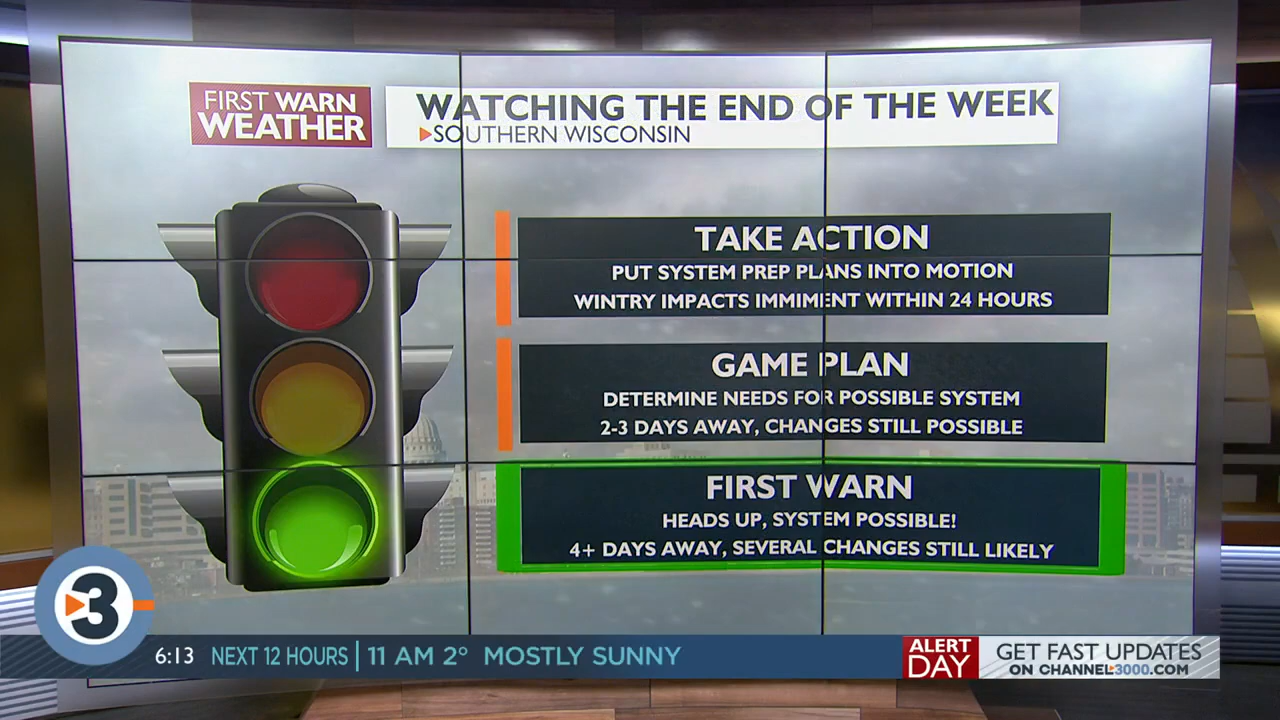 FIRST WARN
WEATHER
WATCHING THE END OF THE WEEK
SOUTHERN WISCONSIN
TAKE ACTION
PUT SYSTEM PREP PLANS INTO MOTION
WINTRY IMPACTS IMMIMENT WITHIN 24 HOURS
GAME PLAN
DETERMINE NEEDS FOR POSSIBLE SYSTEM
2-3 DAYS AWAY, CHANGES STILL POSSIBLE
FIRST WARN
HEADS UP, SYSTEM POSSIBLE!
4+ DAYS AWAY, SEVERAL CHANGES STILL LIKELY
3
6:13 NEXT 12 HOURS 11 AM 2° MOSTLY SUNNY
ALERT
DAY
GET FAST UPDATES
ON CHANNEL3000.COM